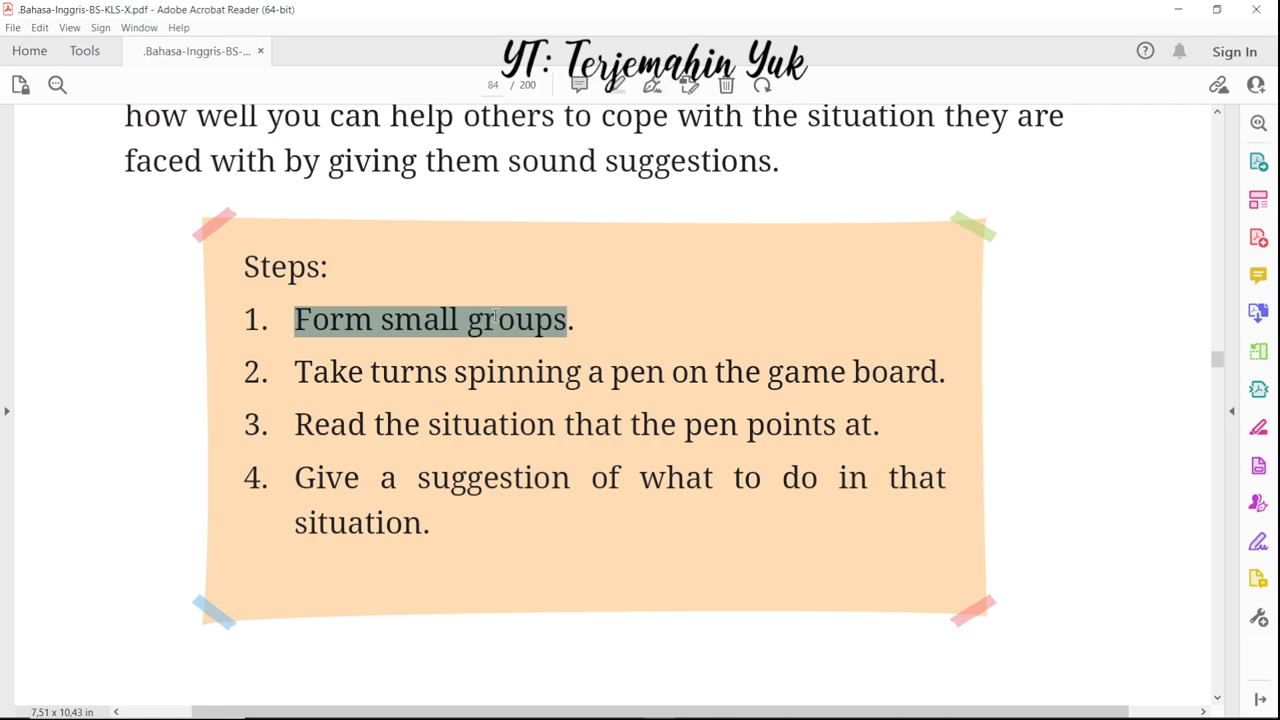 .Bahasa-Inggris-BS-KLS-X.pdf - Adobe Acrobat Reader (64-bit)
File Edit View Sign Window Help
Home Tools .Bahasa-Inggris-BS-... × Sign In
YT: Terjemahin Yuk
84 / 200
how well you can help others to cope with the situation they are
faced with by giving them sound suggestions.
Steps:
1. Form small groups.
2. Take turns spinning a pen on the game board.
3. Read the situation that the pen points at.
4. Give a suggestion of what to do in that
situation.
7,51 x 10,43 in